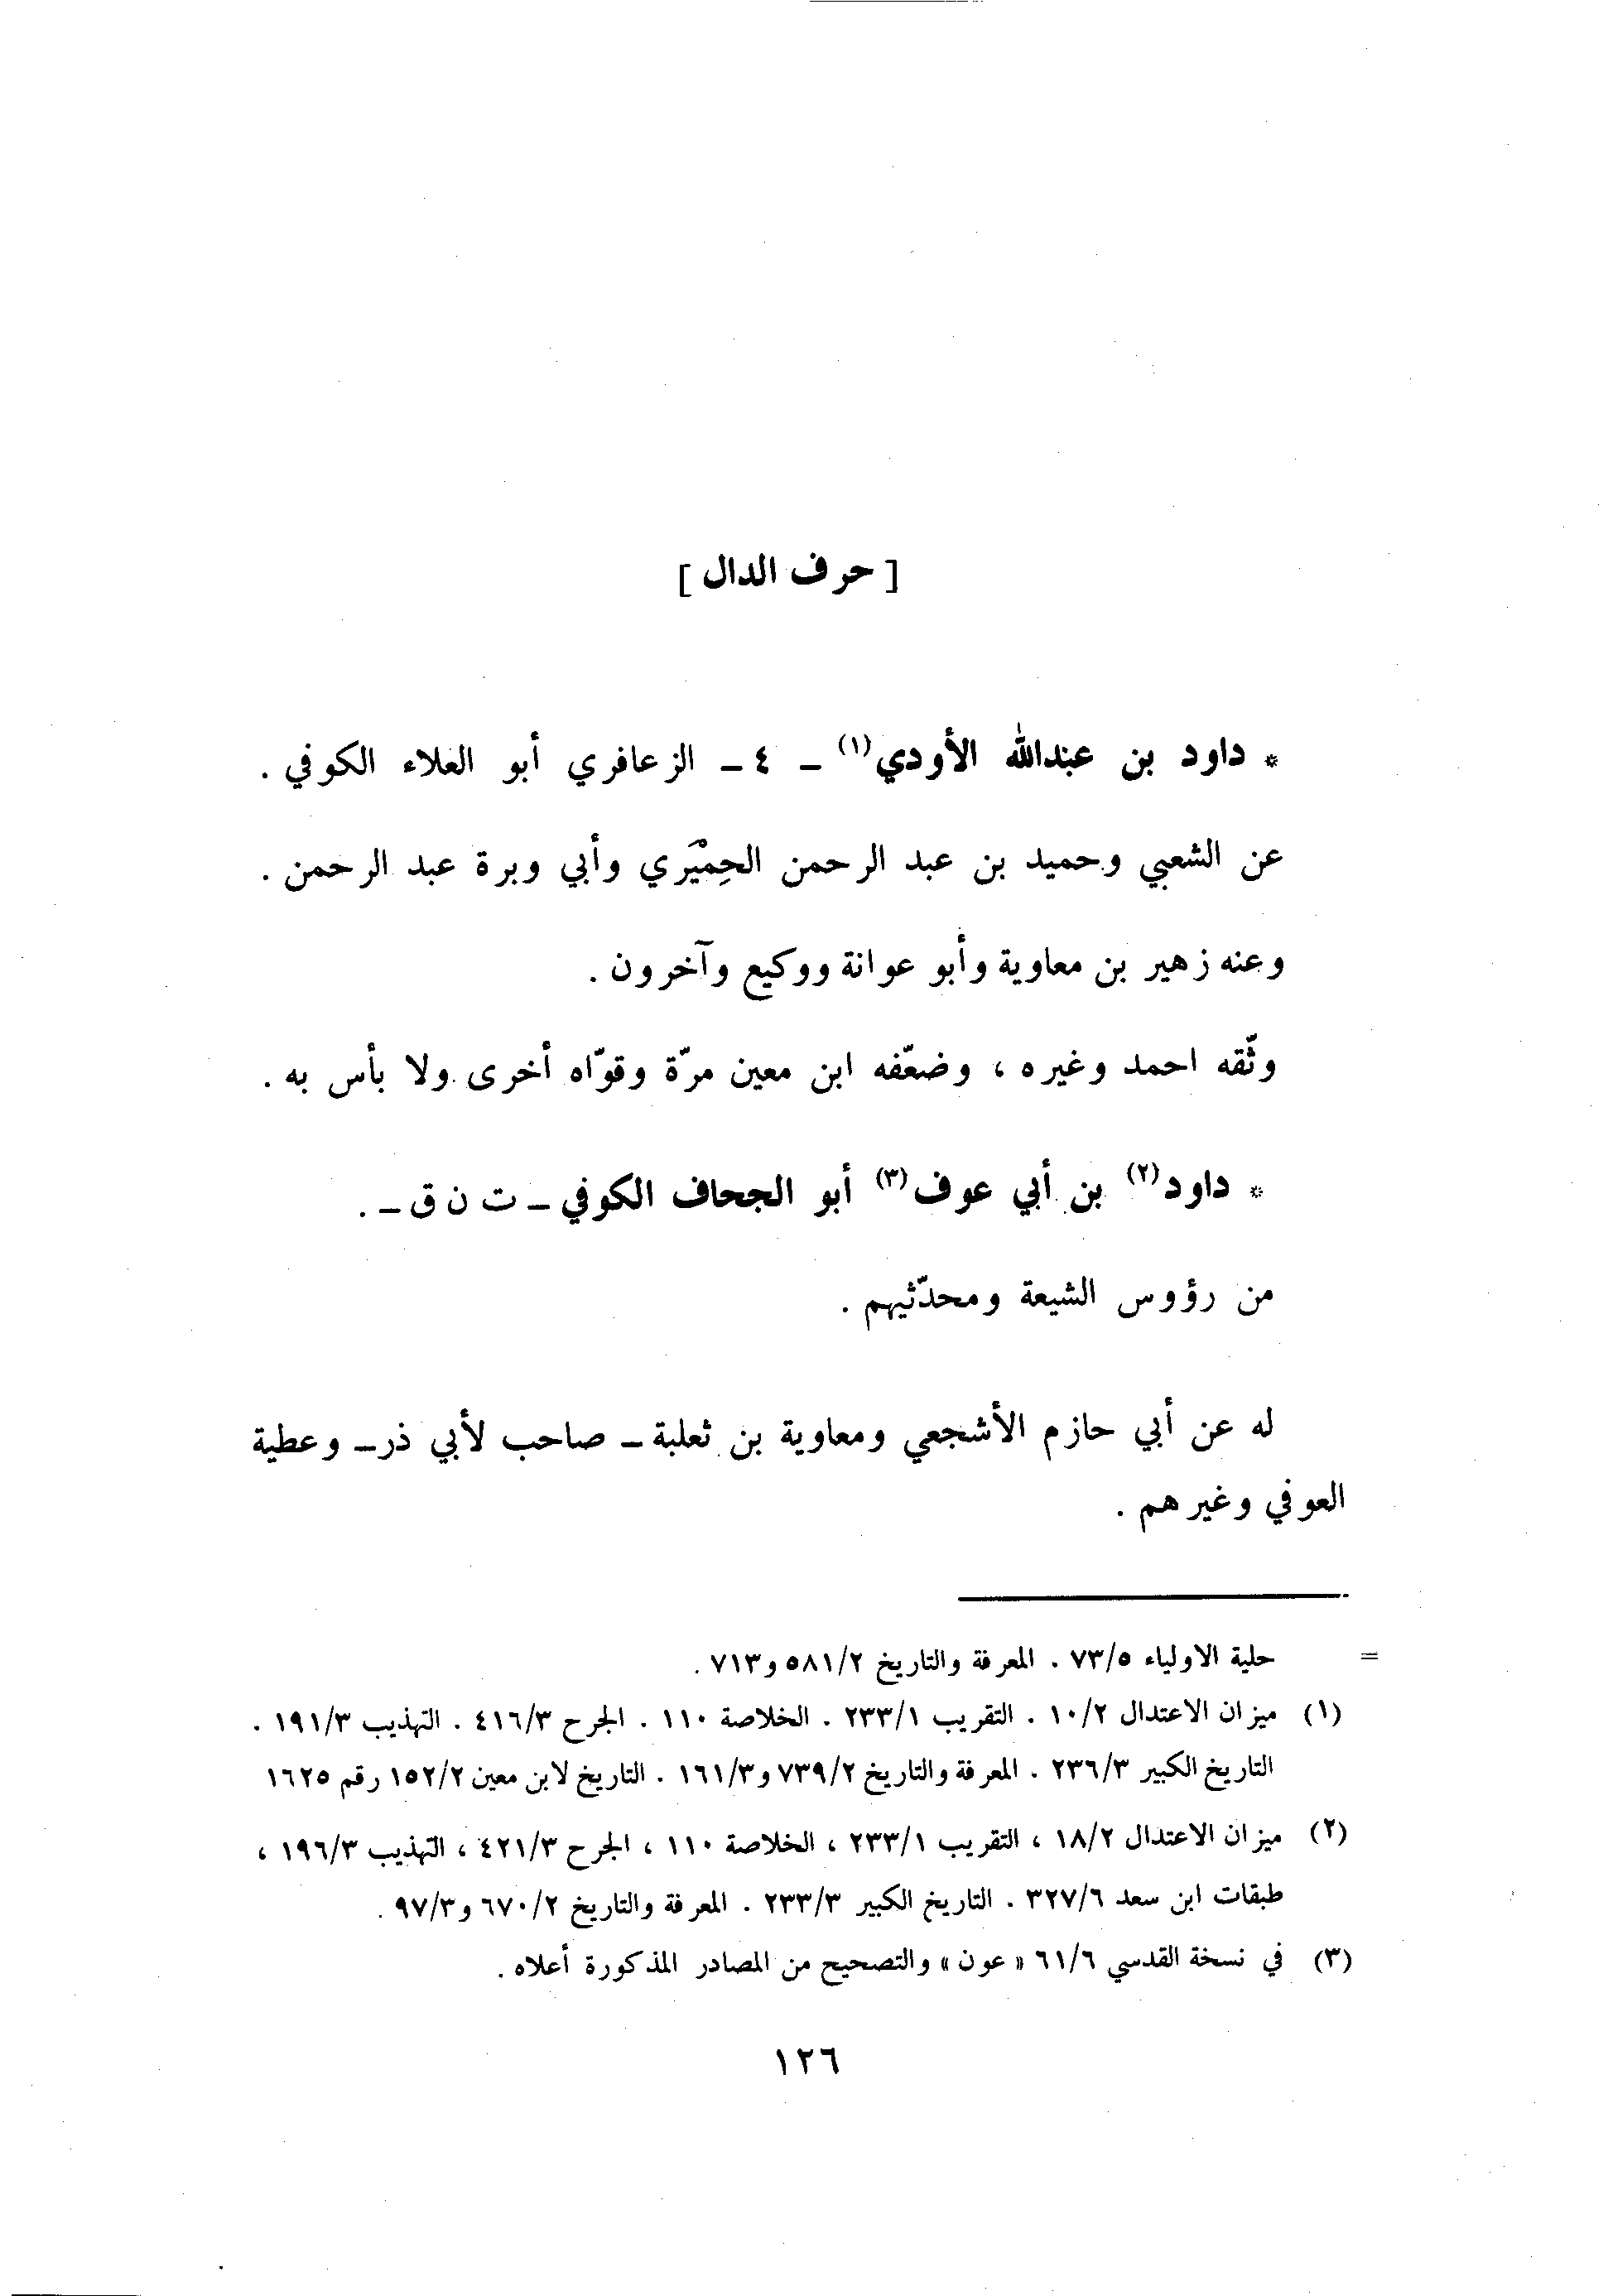 [ حرف الدال ]
* داود بن عبدالله الأودي(١) ـ ٤ ـ الزعافري أبو العلاء الكوفي .
عن الشعبي وحميد بن عبد الرحمن الحِمْيَري وأبي وبرة عبد الرحمن .
وعنه زهير بن معاوية وأبو عوانة ووكيع وآخرون .
وثّقه احمد وغيره ، وضعّفه ابن معين مرّة وقوّاه أخرى ولا بأس به .
* داود(٢) بن أبي عوف(٣) أبو الجحاف الكوفي ـ ت ن ق ـ .
من رؤوس الشيعة ومحدّثيهم .
له عن أبي حازم الأشجعي ومعاوية بن ثعلبة ـ صاحب لأبي ذر ـ وعطية
العوفي وغيرهم .
= حلية الاولياء ٧٣/٥ . المعرفة والتاريخ ٥٨١/٢ و٧١٣ .
(١) ميزان الاعتدال ١٠/٢ . التقريب ٢٣٣/١ . الخلاصة ١١٠ . الجرح ٤١٦/٣ . التهذيب ١٩١/٣ .
التاريخ الكبير ٢٣٦/٣ . المعرفة والتاريخ ٧٣٩/٢ و١٦١/٣ . التاريخ لابن معين ١٥٢/٢ رقم ١٦٢٥
(٢) ميزان الاعتدال ١٨/٢ ، التقريب ٢٣٣/١ ، الخلاصة ١١٠ ، الجرح ٤٢١/٣ ، التهذيب ١٩٦/٣ ،
طبقات ابن سعد ٣٢٧/٦ . التاريخ الكبير ٢٣٣/٣ . المعرفة والتاريخ ٦٧٠/٢ و٩٧/٣ .
(٣) في نسخة القدسي ٦١/٦ « عون » والتصحيح من المصادر المذكورة أعلاه .
١٢٦